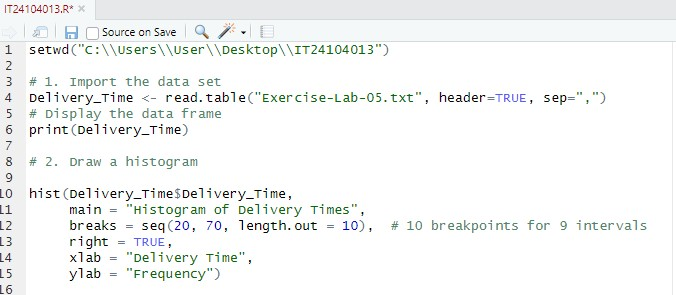 IT24104013.R* ×
Source on Save
1 setwd("C:\\Users\\User\\Desktop\\IT24104013")
2
3 # 1. Import the data set
4 Delivery_Time <- read.table("Exercise-Lab-05.txt", header=TRUE, sep=",")
5 # Display the data frame
6 print(Delivery_Time)
7
8 # 2. Draw a histogram
9
10 hist(Delivery_Time$Delivery_Time,
11 main = "Histogram of Delivery Times",
12 breaks = seq(20, 70, length.out = 10),  # 10 breakpoints for 9 intervals
13 right = TRUE,
14 xlab = "Delivery Time",
15 ylab = "Frequency")
16